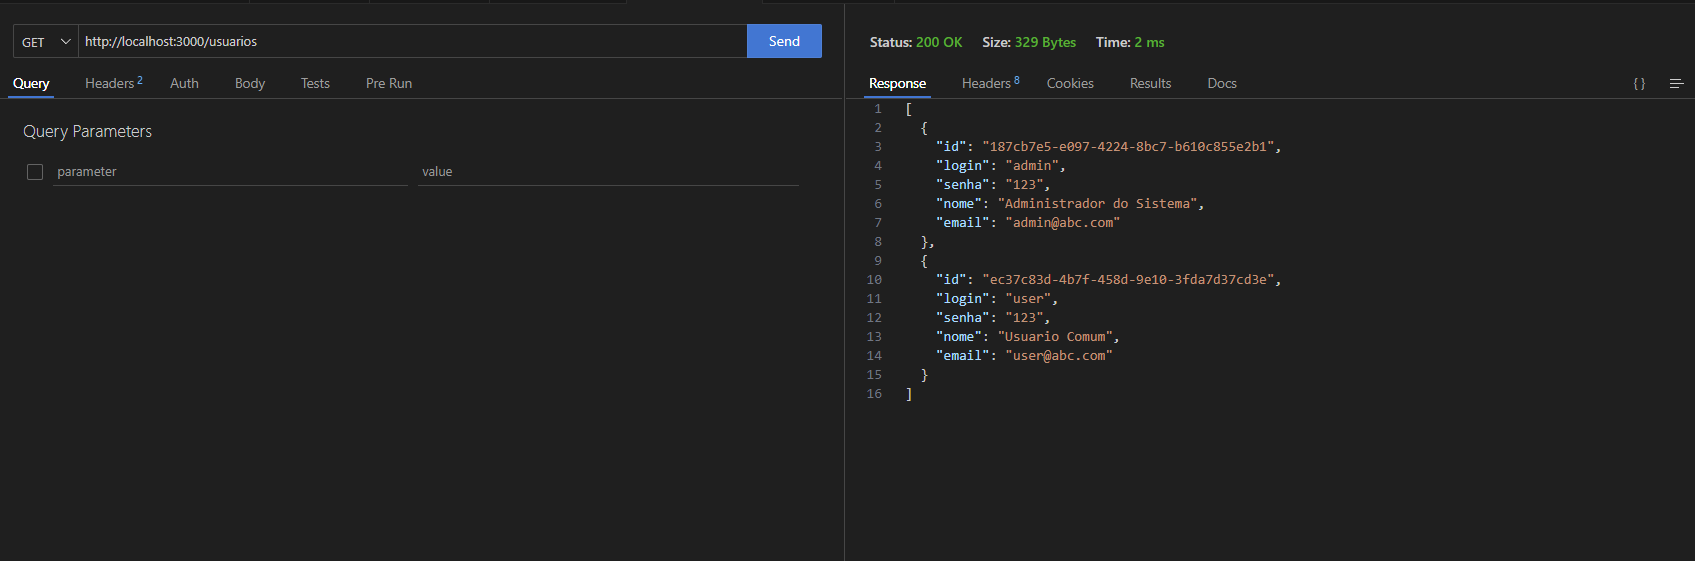 GET http://localhost:3000/usuarios Send
Query Headers 2 Auth Body Tests Pre Run
Query Parameters
parameter value
Status: 200 OK Size: 329 Bytes Time: 2 ms
Response Headers 8 Cookies Results Docs {}
1 [
2 {
3 "id": "187cb7e5-e097-4224-8bc7-b610c855e2b1",
4 "login": "admin",
5 "senha": "123",
6 "nome": "Administrador do Sistema",
7 "email": "admin@abc.com"
8 },
9 {
10 "id": "ec37c83d-4b7f-458d-9e10-3fda7d37cd3e",
11 "login": "user",
12 "senha": "123",
13 "nome": "Usuario Comum",
14 "email": "user@abc.com"
15 }
16 ]